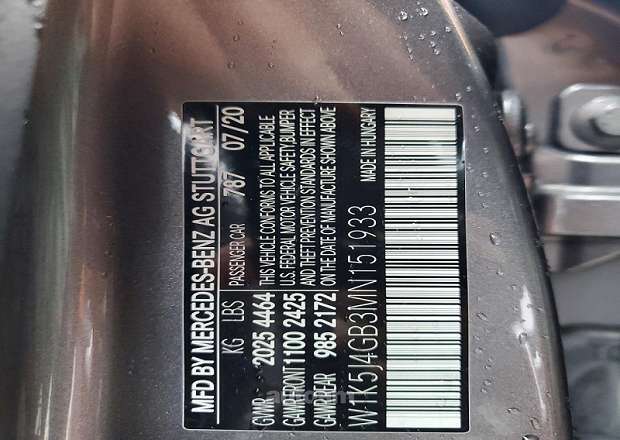 MFD BY MERCEDES-BENZ AG STUTTGART
KG LBS PASSENGER CAR 787 07/20
GVWR 2025 4464 THIS VEHICLE CONFORMS TO ALL APPLICABLE
GAWR FRONT 1100 2425 U.S. FEDERAL MOTOR VEHICLE SAFETY,BUMPER
AND THEFT PREVENTION STANDARDS IN EFFECT
GAWR REAR 985 2172 ON THE DATE OF MANUFACTURE SHOWN ABOVE
W1K5J4GB3MN151933 MADE IN HUNGARY